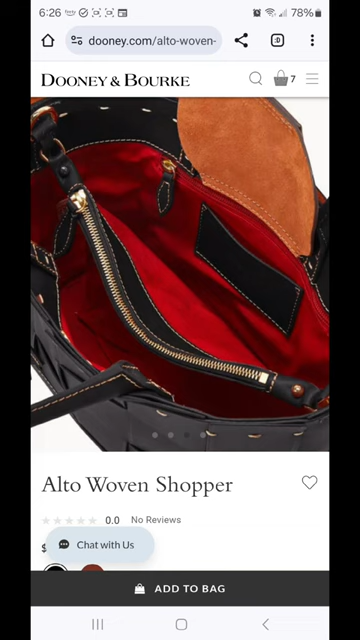 6:26
78%
dooney.com/alto-woven-
:D
DOONEY & BOURKE
7
Alto Woven Shopper
0.0 No Reviews
$
Chat with Us
ADD TO BAG